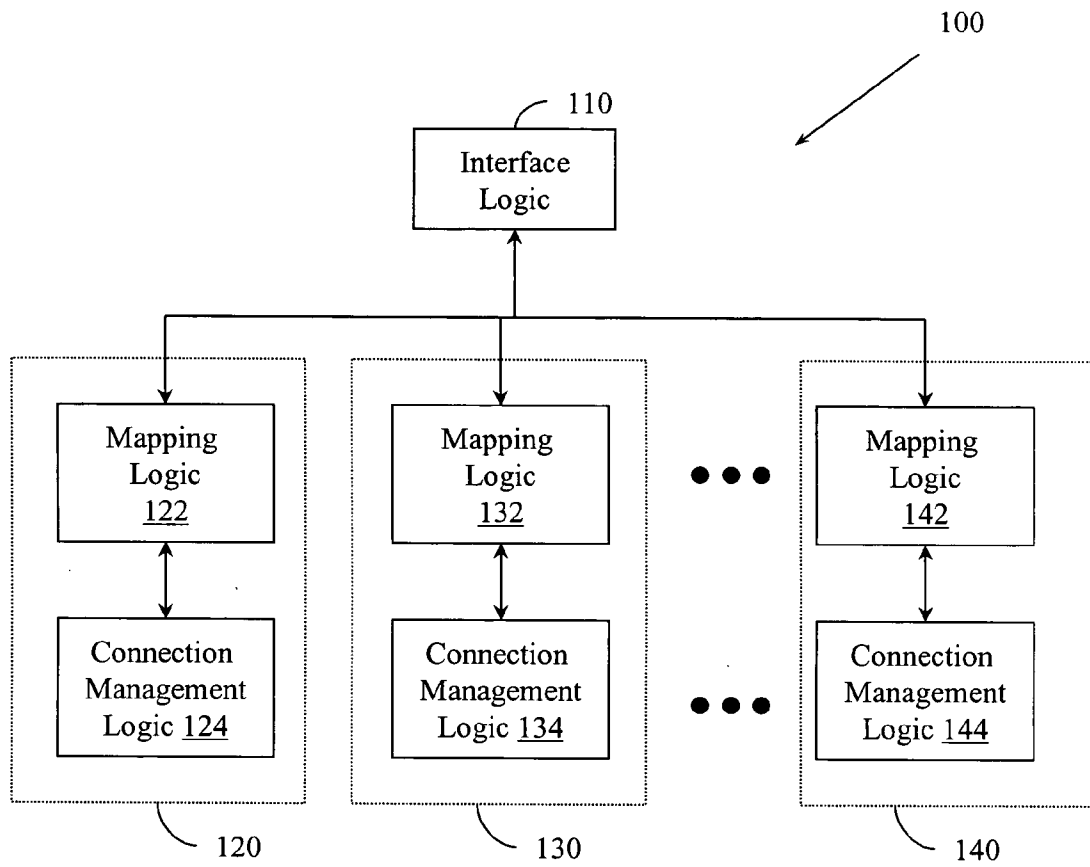 100
110
Interface
Logic
Mapping
Logic
122
Mapping
Logic
132
Mapping
Logic
142
Connection
Management
Logic 124
Connection
Management
Logic 134
Connection
Management
Logic 144
120
130
140